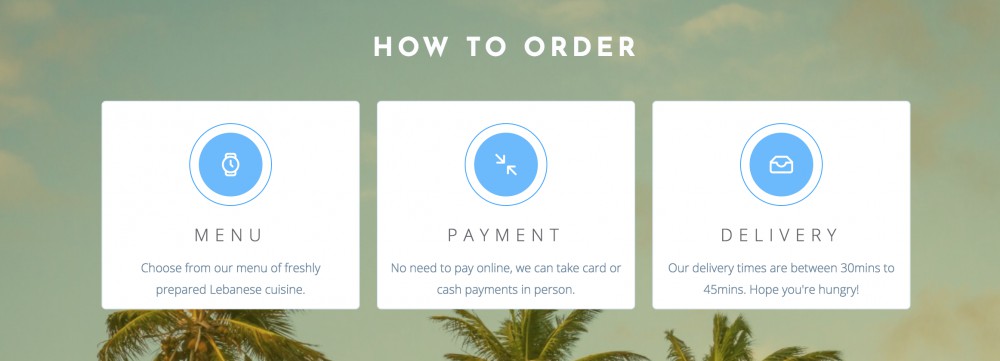 HOW TO ORDER
MENU
Choose from our menu of freshly
prepared Lebanese cuisine.
PAYMENT
No need to pay online, we can take card or
cash payments in person.
DELIVERY
Our delivery times are between 30mins to
45mins. Hope you're hungry!